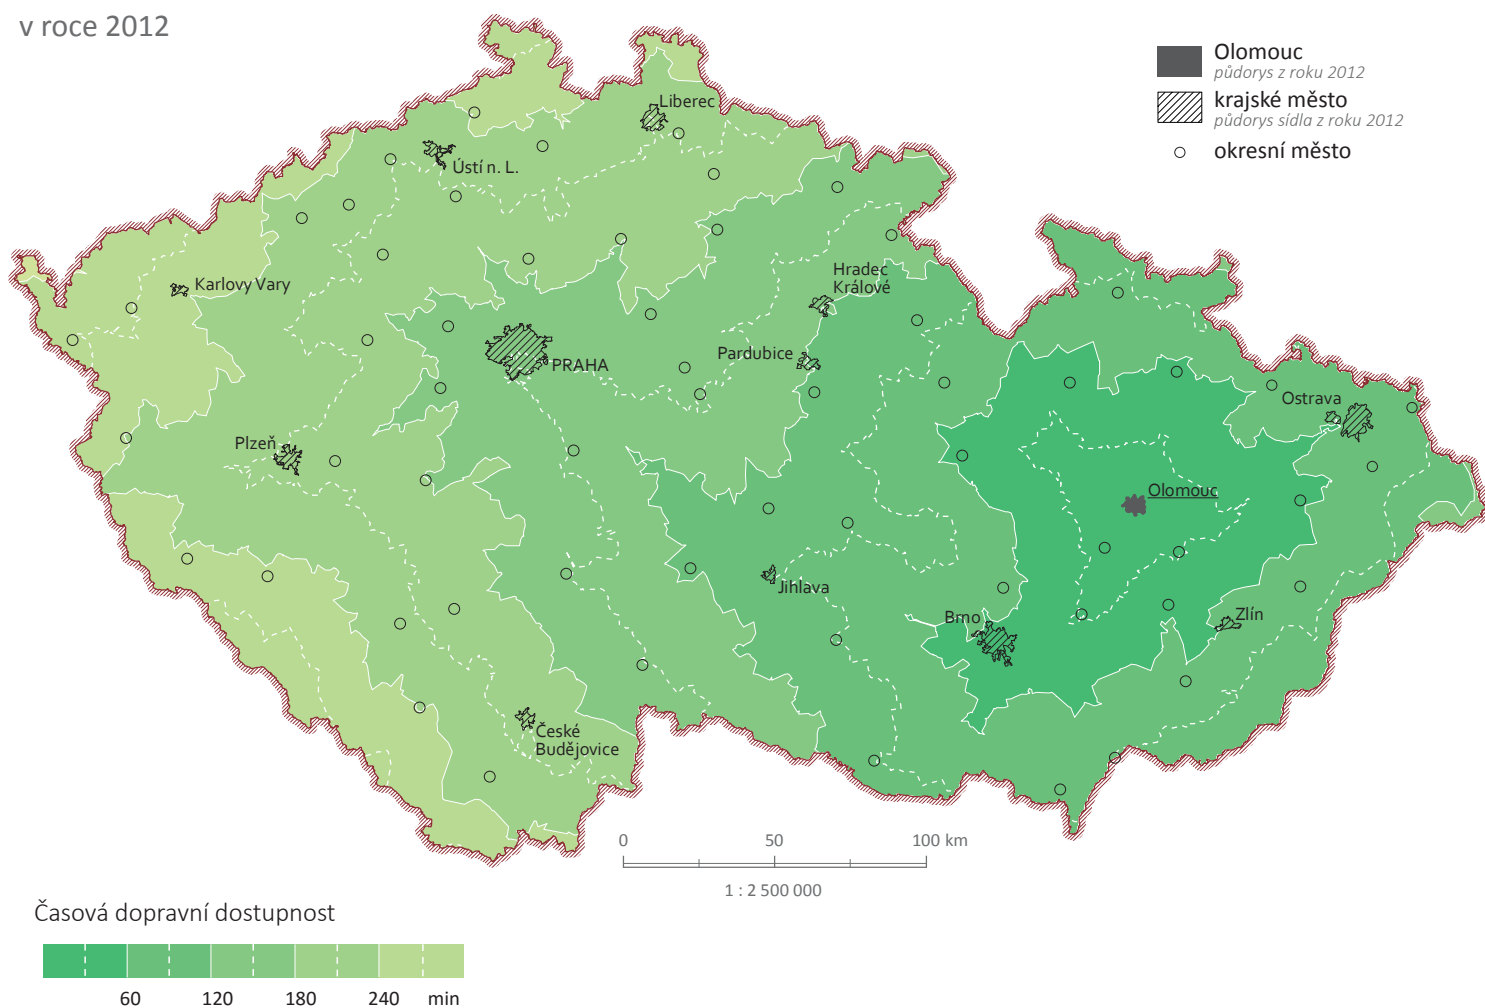 v roce 2012
Olomouc
půdorys z roku 2012
krajské město
půdorys sídla z roku 2012
okresní město
Liberec
Ústí n. L.
Karlovy Vary
Hradec
Králové
PRAHA
Pardubice
Ostrava
Plzeň
Olomouc
Jihlava
Brno
Zlín
České
Budějovice
0 50 100 km
1 : 2 500 000
Časová dopravní dostupnost
60 120 180 240 min